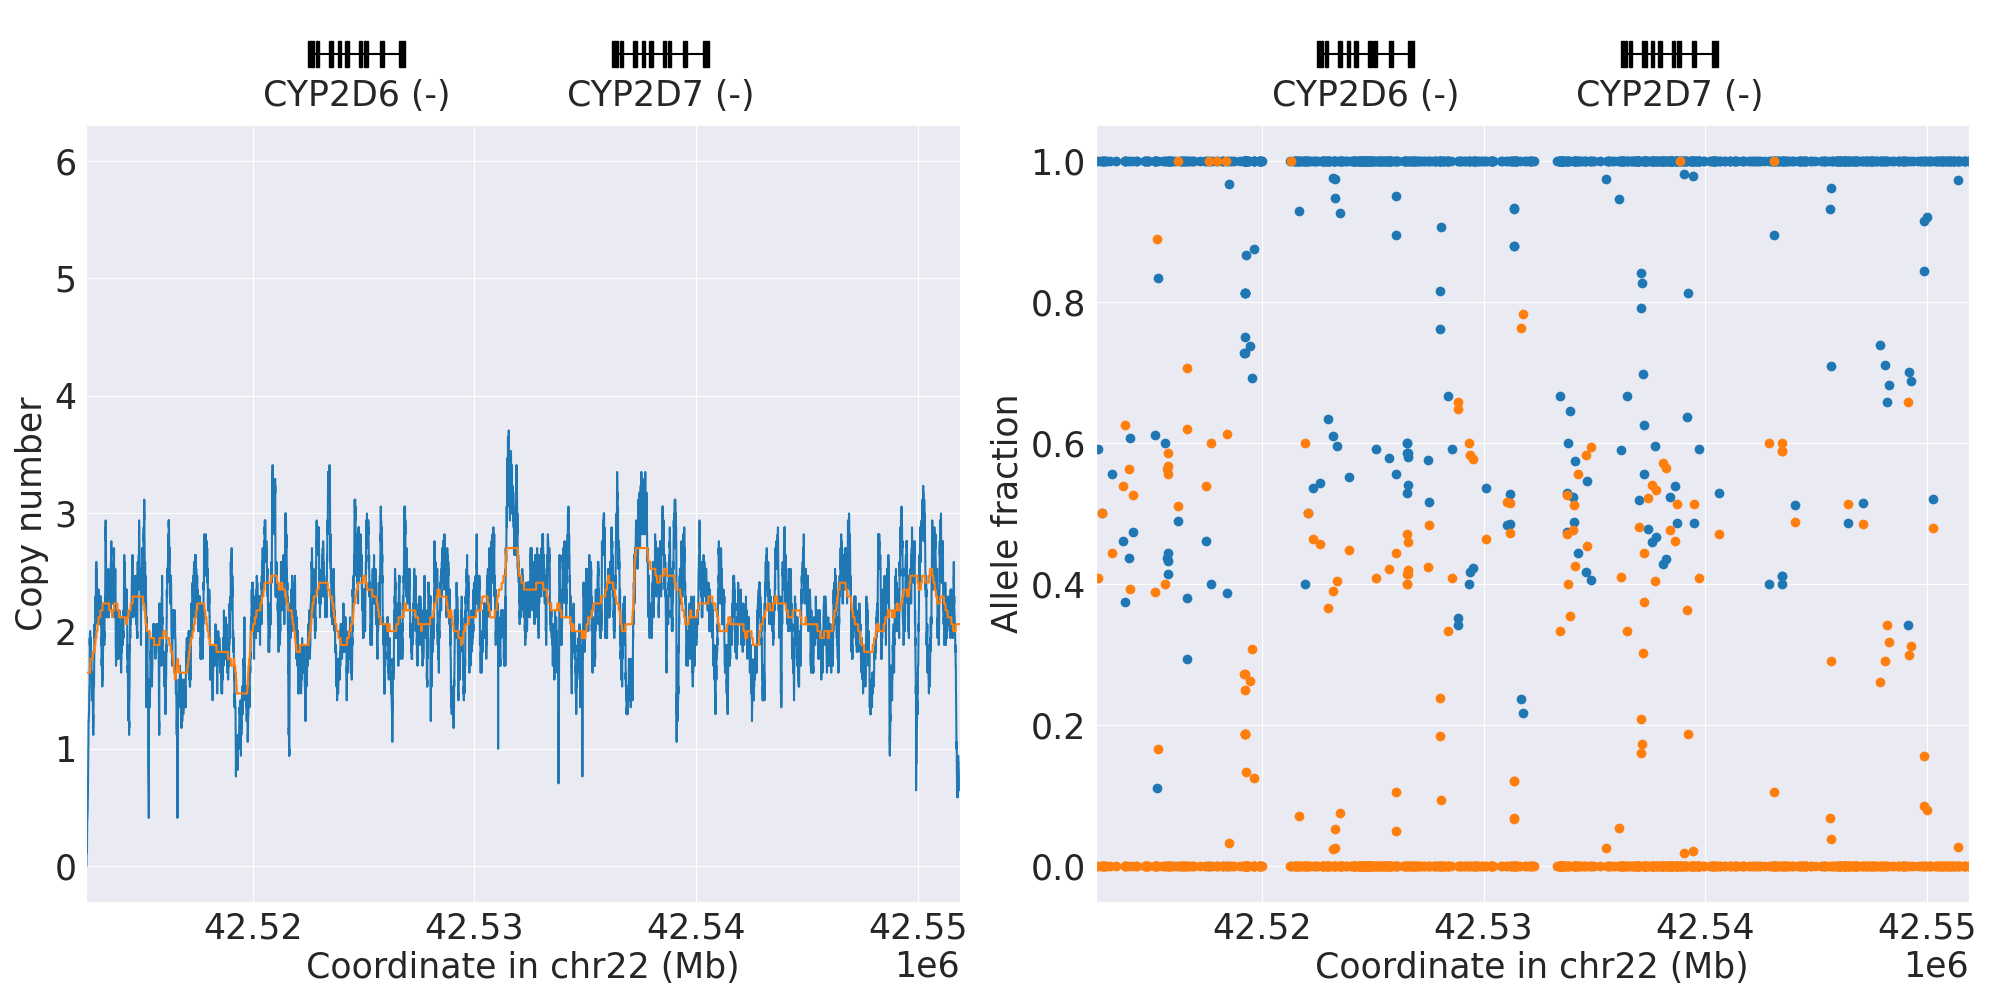 CYP2D6 (-) CYP2D7 (-)
6
5
4
3
2
1
0
Copy number
42.52 42.53 42.54 42.55
Coordinate in chr22 (Mb)
1e6
CYP2D6 (-) CYP2D7 (-)
1.0
0.8
0.6
0.4
0.2
0.0
Allele fraction
42.52 42.53 42.54 42.55
Coordinate in chr22 (Mb)
1e6